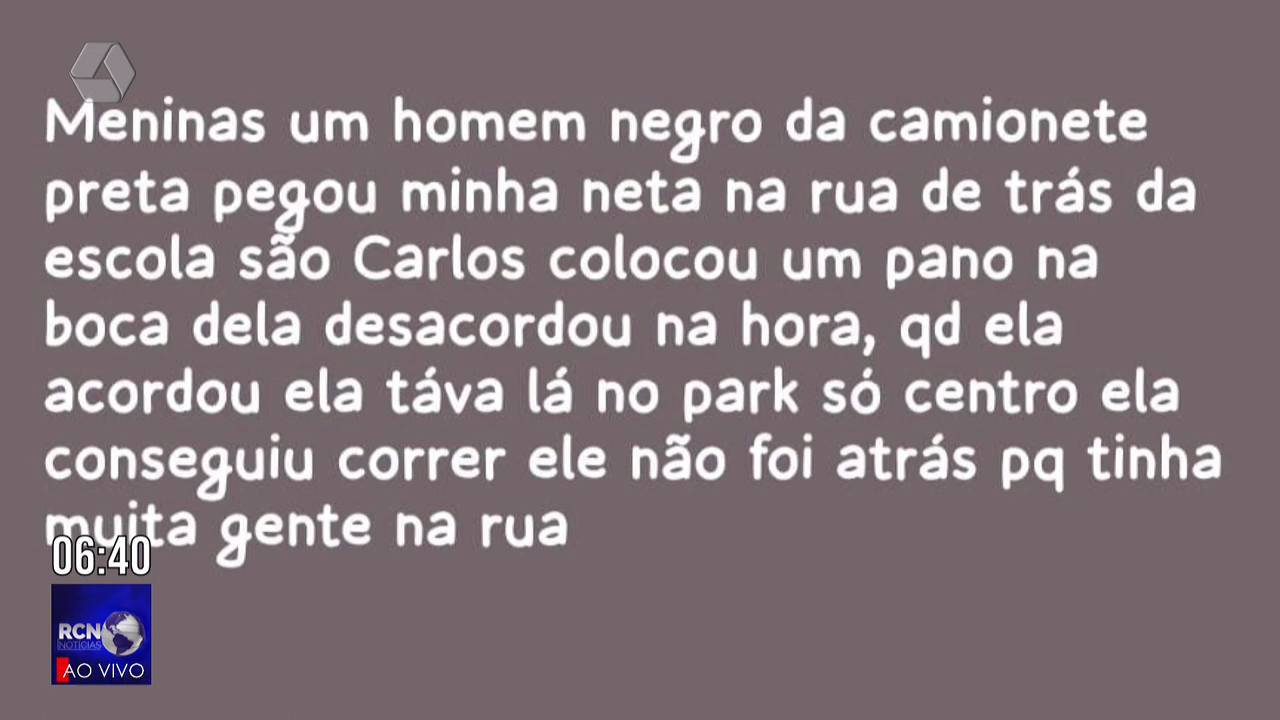 Meninas um homem negro da camionete
preta pegou minha neta na rua de trás da
escola são Carlos colocou um pano na
boca dela desacordou na hora, qd ela
acordou ela táva lá no park só centro ela
conseguiu correr ele não foi atrás pq tinha
muita gente na rua
06:40
RCN
NOTÍCIAS
AO VIVO